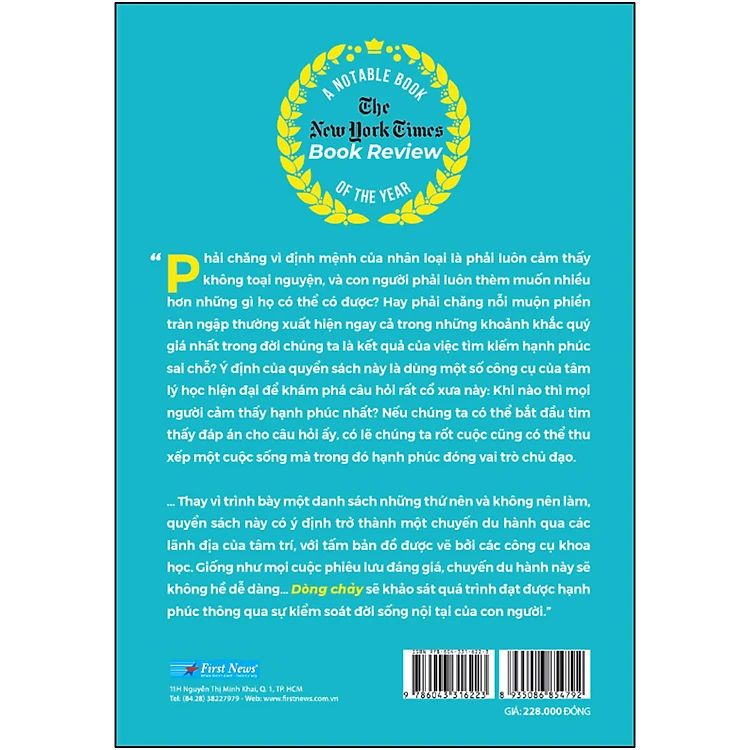 A NOTABLE BOOK
The
New York Times
Book Review
OF THE YEAR
“ Phải chăng vì định mệnh của nhân loại là phải luôn cảm thấy
không toại nguyện, và con người phải luôn thèm muốn nhiều
hơn những gì họ có thể có được? Hay phải chăng nỗi muộn phiền
tràn ngập thường xuất hiện ngay cả trong những khoảnh khắc quý
giá nhất trong đời chúng ta là kết quả của việc tìm kiếm hạnh phúc
sai chỗ? Ý định của quyển sách này là dùng một số công cụ của tâm
lý học hiện đại để khám phá câu hỏi rất cổ xưa này: Khi nào thì mọi
người cảm thấy hạnh phúc nhất? Nếu chúng ta có thể bắt đầu tìm
thấy đáp án cho câu hỏi ấy, có lẽ chúng ta rốt cuộc cũng có thể thu
xếp một cuộc sống mà trong đó hạnh phúc đóng vai trò chủ đạo.
... Thay vì trình bày một danh sách những thứ nên và không nên làm,
quyển sách này có ý định trở thành một chuyến du hành qua các
lãnh địa của tâm trí, với tấm bản đồ được vẽ bởi các công cụ khoa
học. Giống như mọi cuộc phiêu lưu đáng giá, chuyến du hành này sẽ
không hề dễ dàng... Dòng chảy sẽ khảo sát quá trình đạt được hạnh
phúc thông qua sự kiểm soát đời sống nội tại của con người.”
First News®
11H Nguyễn Thị Minh Khai, Q. 1, TP. HCM
Tel: (84.28) 38227979 - Web: www.firstnews.com.vn
ISBN 978-604-331-622-3
9 786043 316223
8 935086 854792
GIÁ: 228.000 ĐỒNG